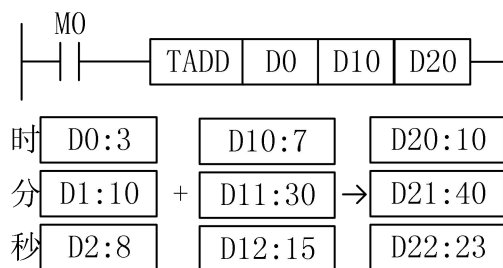 M0
TADD D0 D10 D20
时 D0:3 D10:7 D20:10
分 D1:10 + D11:30 → D21:40
秒 D2:8 D12:15 D22:23